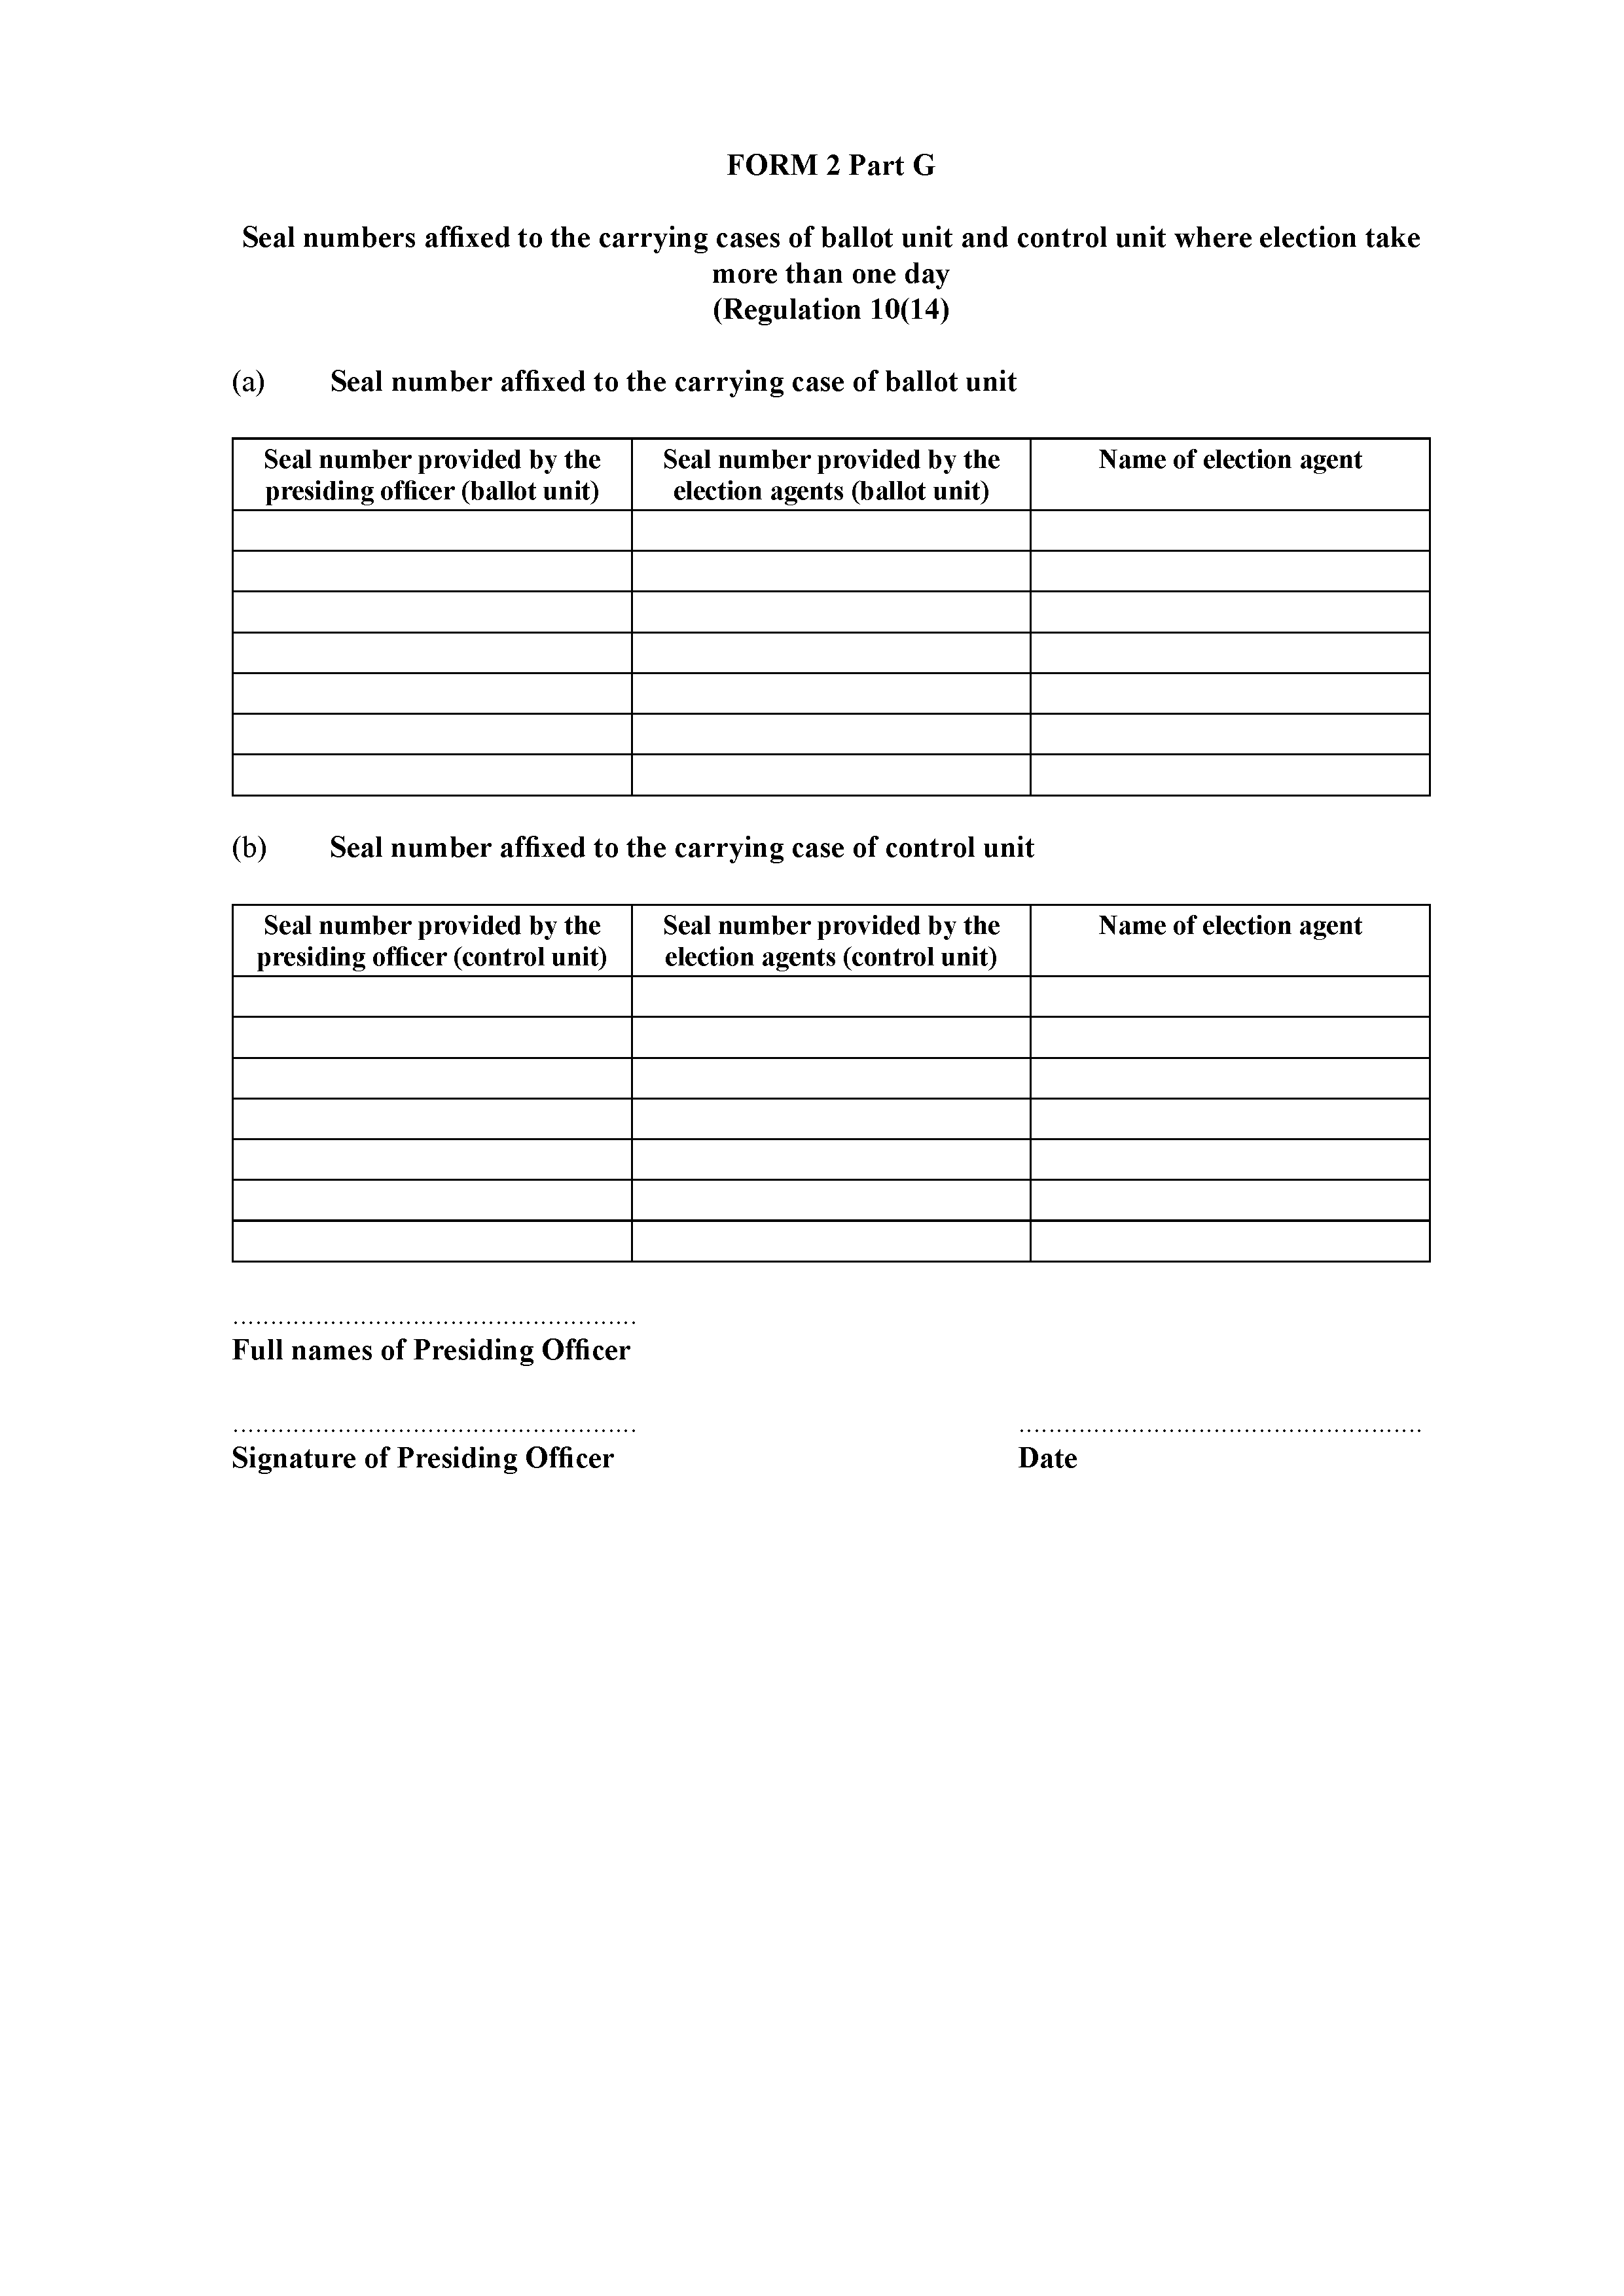 FORM 2 Part G
Seal numbers affixed to the carrying cases of ballot unit and control unit where election take
more than one day
(Regulation 10(14)
(a) Seal number affixed to the carrying case of ballot unit
Seal number provided by the presiding officer (ballot unit)
Seal number provided by the election agents (ballot unit)
Name of election agent
(b) Seal number affixed to the carrying case of control unit
Seal number provided by the presiding officer (control unit)
Seal number provided by the election agents (control unit)
Name of election agent
......................................................
Full names of Presiding Officer
...................................................... ......................................................
Signature of Presiding Officer Date